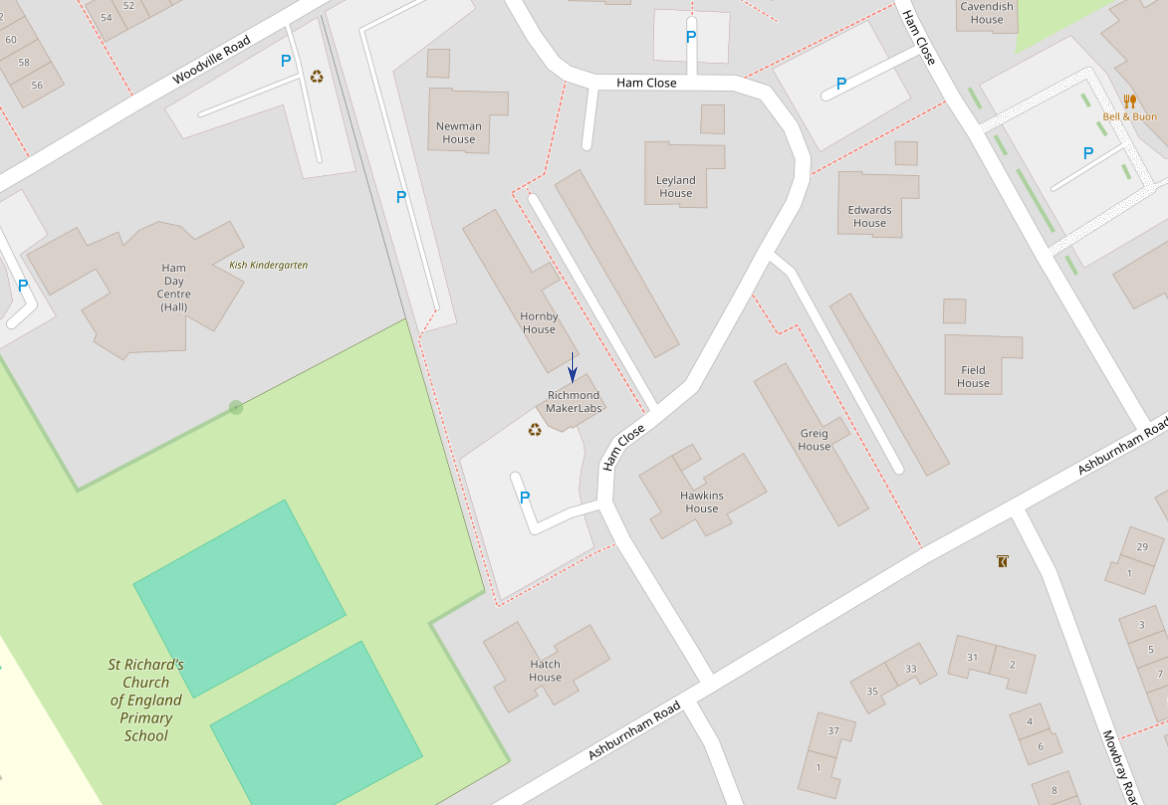 Cavendish
House
54
52
60
58
56
Woodville Road
P
P
Ham Close
Ham Close
P
Bell & Buon
Newman
House
P
P
Leyland
House
Edwards
House
Ham
Day
Centre
(Hall)
Kish Kindergarten
P
Hornby
House
Field
House
Richmond
MakerLabs
Greig
House
Ham Close
Ashburnham Road
P
Hawkins
House
29
1
3
5
7
St Richard's
Church
of England
Primary
School
Hatch
House
31
2
33
35
Ashburnham Road
37
1
4
6
8
Mowbray Road